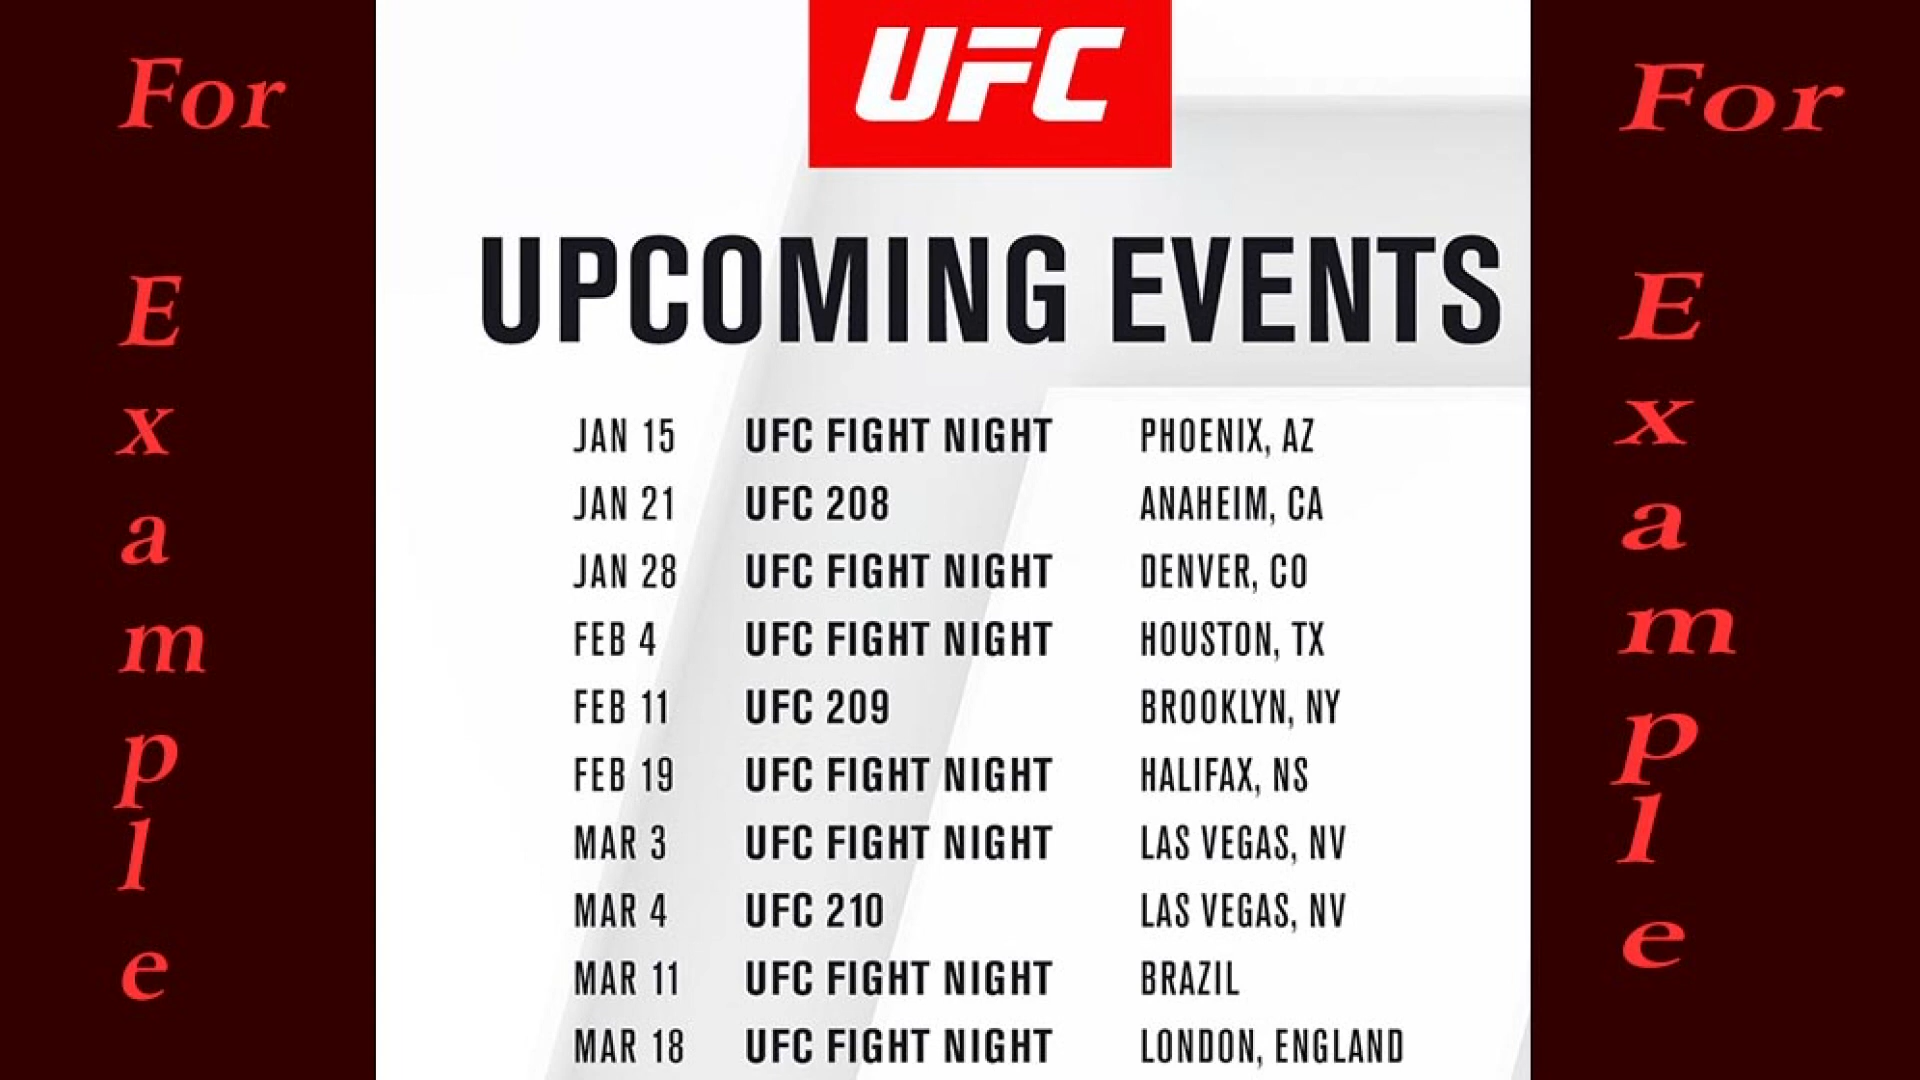 For
E
x
a
m
p
l
e
UFC
UPCOMING EVENTS
JAN 15 UFC FIGHT NIGHT PHOENIX, AZ
JAN 21 UFC 208 ANAHEIM, CA
JAN 28 UFC FIGHT NIGHT DENVER, CO
FEB 4 UFC FIGHT NIGHT HOUSTON, TX
FEB 11 UFC 209 BROOKLYN, NY
FEB 19 UFC FIGHT NIGHT HALIFAX, NS
MAR 3 UFC FIGHT NIGHT LAS VEGAS, NV
MAR 4 UFC 210 LAS VEGAS, NV
MAR 11 UFC FIGHT NIGHT BRAZIL
MAR 18 UFC FIGHT NIGHT LONDON, ENGLAND
For
E
x
a
m
p
l
e